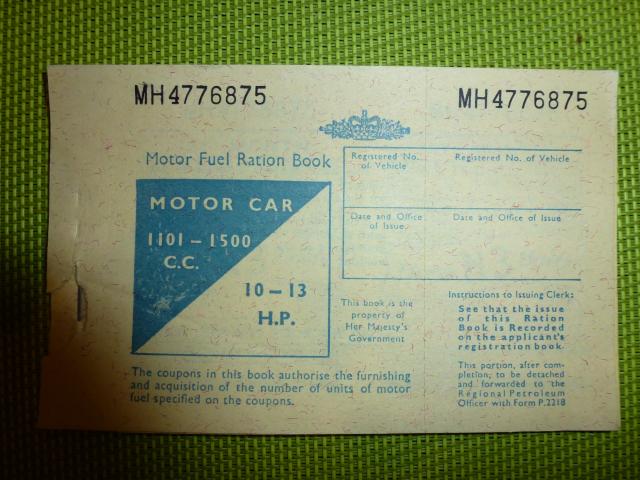 MH4776875
MH4776875
Motor Fuel Ration Book
MOTOR CAR
1101 – 1500
C.C.
10 – 13
H.P.
The coupons in this book authorise the furnishing
and acquisition of the number of units of motor
fuel specified on the coupons.
Registered No.
of Vehicle
Date and Office
of Issue
This book is the
property of
Her Majesty's
Government
Registered No. of Vehicle
Date and Office of Issue
Instructions to Issuing Clerk:
See that the issue
of this Ration
Book is Recorded
on the applicant's
registration book.
This portion, after com-
pletion, to be detached
and forwarded to the
Regional Petroleum
Officer with Form P.2218